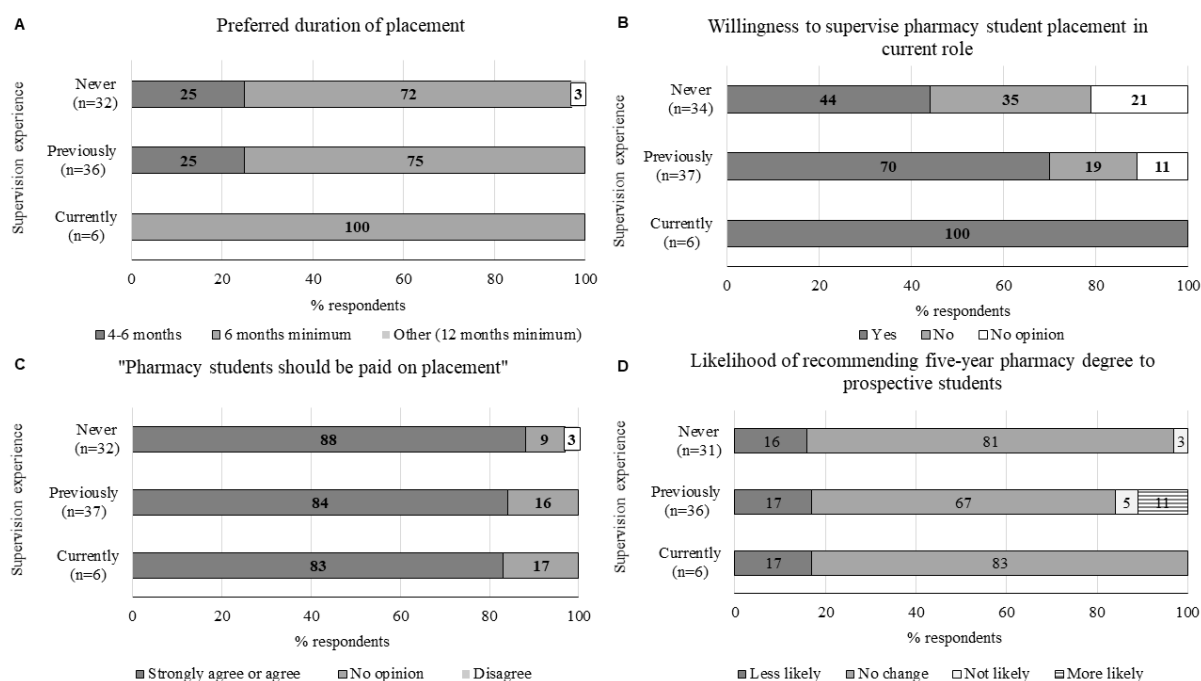 A
Preferred duration of placement
Supervision experience
Never
(n=32)
25 72 3
Previously
(n=36)
25 75
Currently
(n=6)
100
0 20 40 60 80 100
% respondents
4-6 months 6 months minimum Other (12 months minimum)
B
Willingness to supervise pharmacy student placement in
current role
Supervision experience
Never
(n=34)
44 35 21
Previously
(n=37)
70 19 11
Currently
(n=6)
100
0 20 40 60 80 100
% respondents
Yes No No opinion
C
"Pharmacy students should be paid on placement"
Supervision experience
Never
(n=32)
88 9 3
Previously
(n=37)
84 16
Currently
(n=6)
83 17
0 20 40 60 80 100
% respondents
Strongly agree or agree No opinion Disagree
D
Likelihood of recommending five-year pharmacy degree to
prospective students
Supervision experience
Never
(n=31)
16 81 3
Previously
(n=36)
17 67 5 11
Currently
(n=6)
17 83
0 20 40 60 80 100
% respondents
Less likely No change Not likely More likely